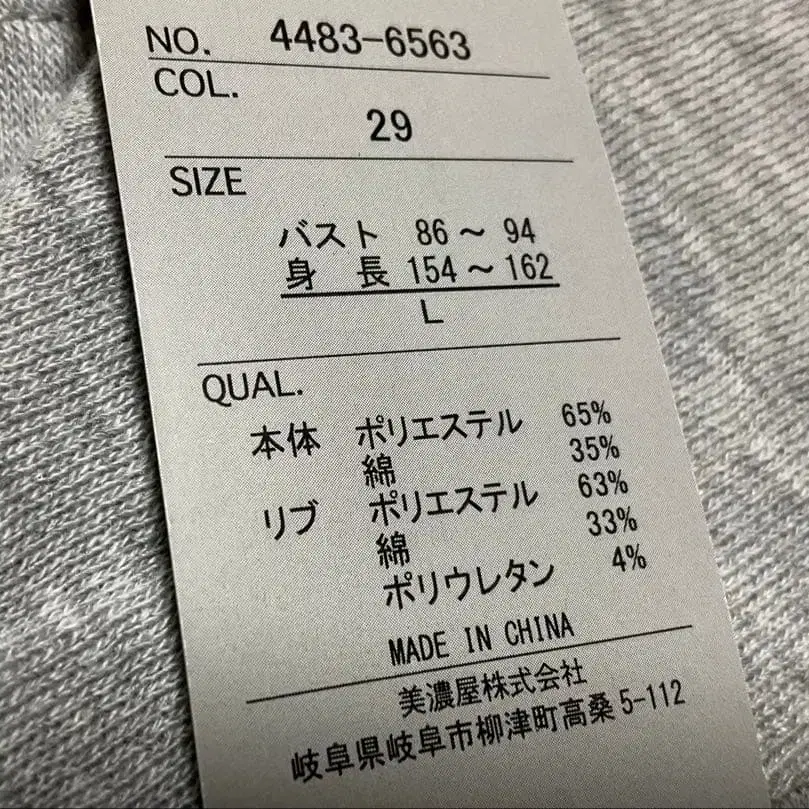 NO. 4483-6563
COL.
29
SIZE
バスト 86～94
身長 154～162
L
QUAL.
本体 ポリエステル 65%
綿 35%
リブ ポリエステル 63%
綿 33%
ポリウレタン 4%
MADE IN CHINA
美濃屋株式会社
岐阜県岐阜市柳津町高桑5-112